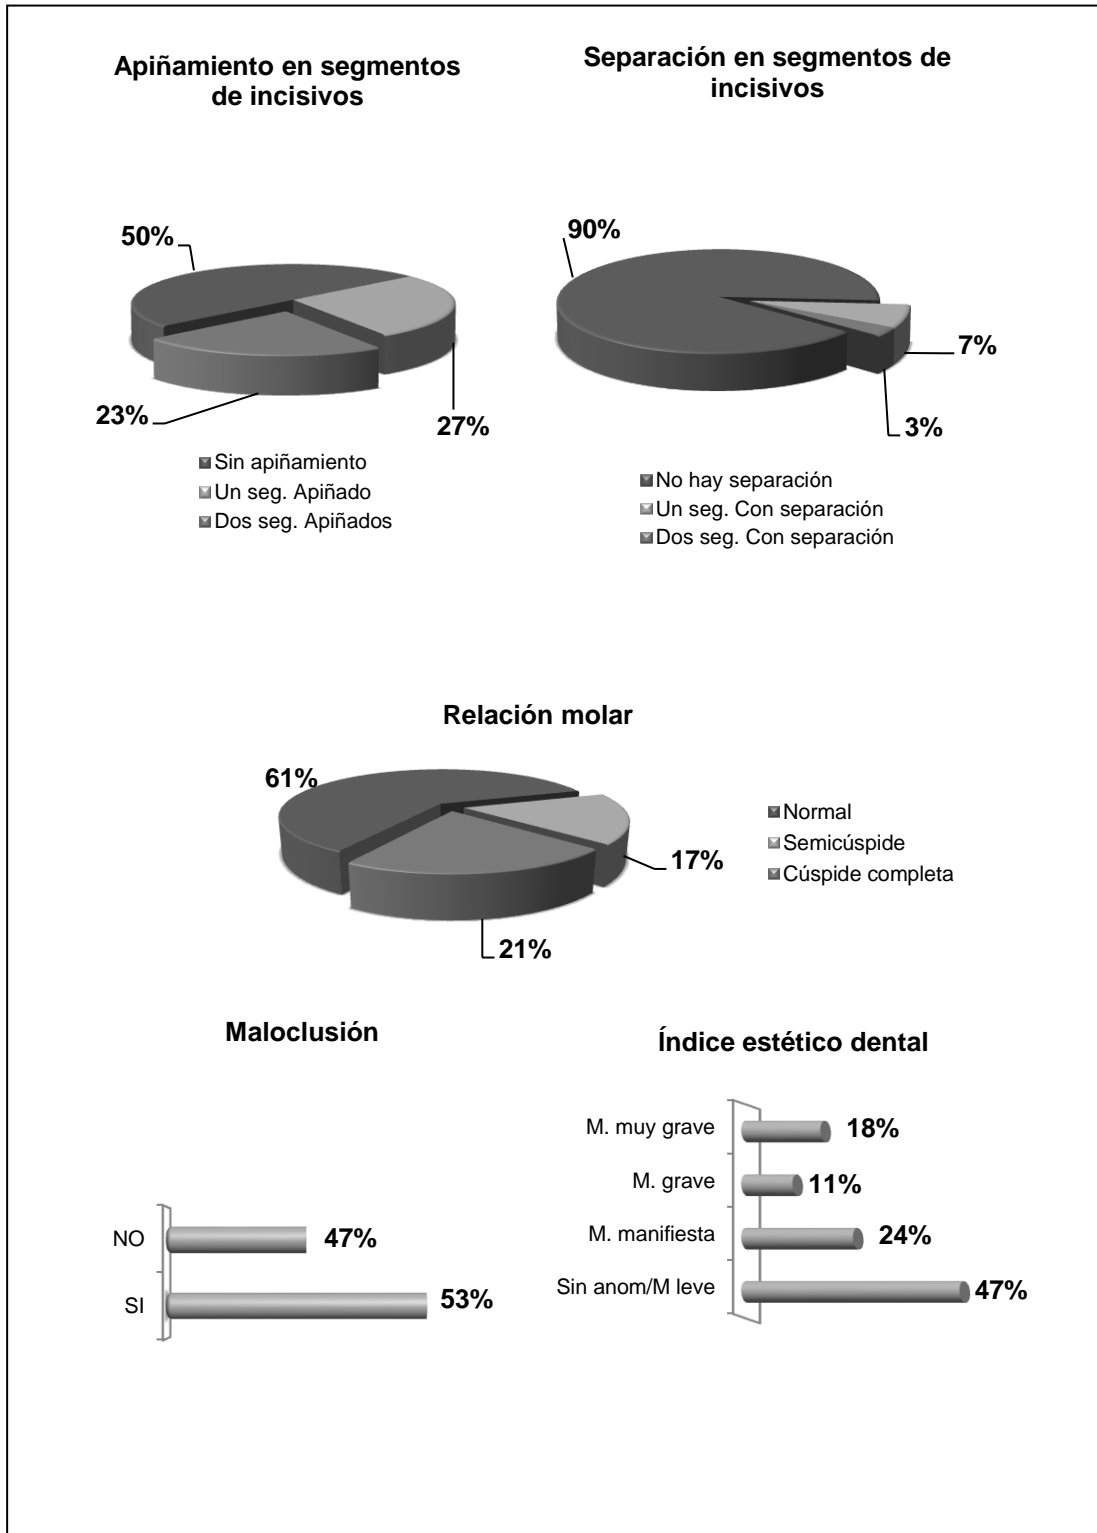 Apiñamiento en segmentos
de incisivos
50%
23%
27%
Sin apiñamiento
Un seg. Apiñado
Dos seg. Apiñados
Separación en segmentos de
incisivos
90%
7%
3%
No hay separación
Un seg. Con separación
Dos seg. Con separación
Relación molar
61%
17%
21%
Normal
Semicúspide
Cúspide completa
Maloclusión
NO
47%
SI
53%
Índice estético dental
M. muy grave
18%
M. grave
11%
M. manifiesta
24%
Sin anom/M leve
47%